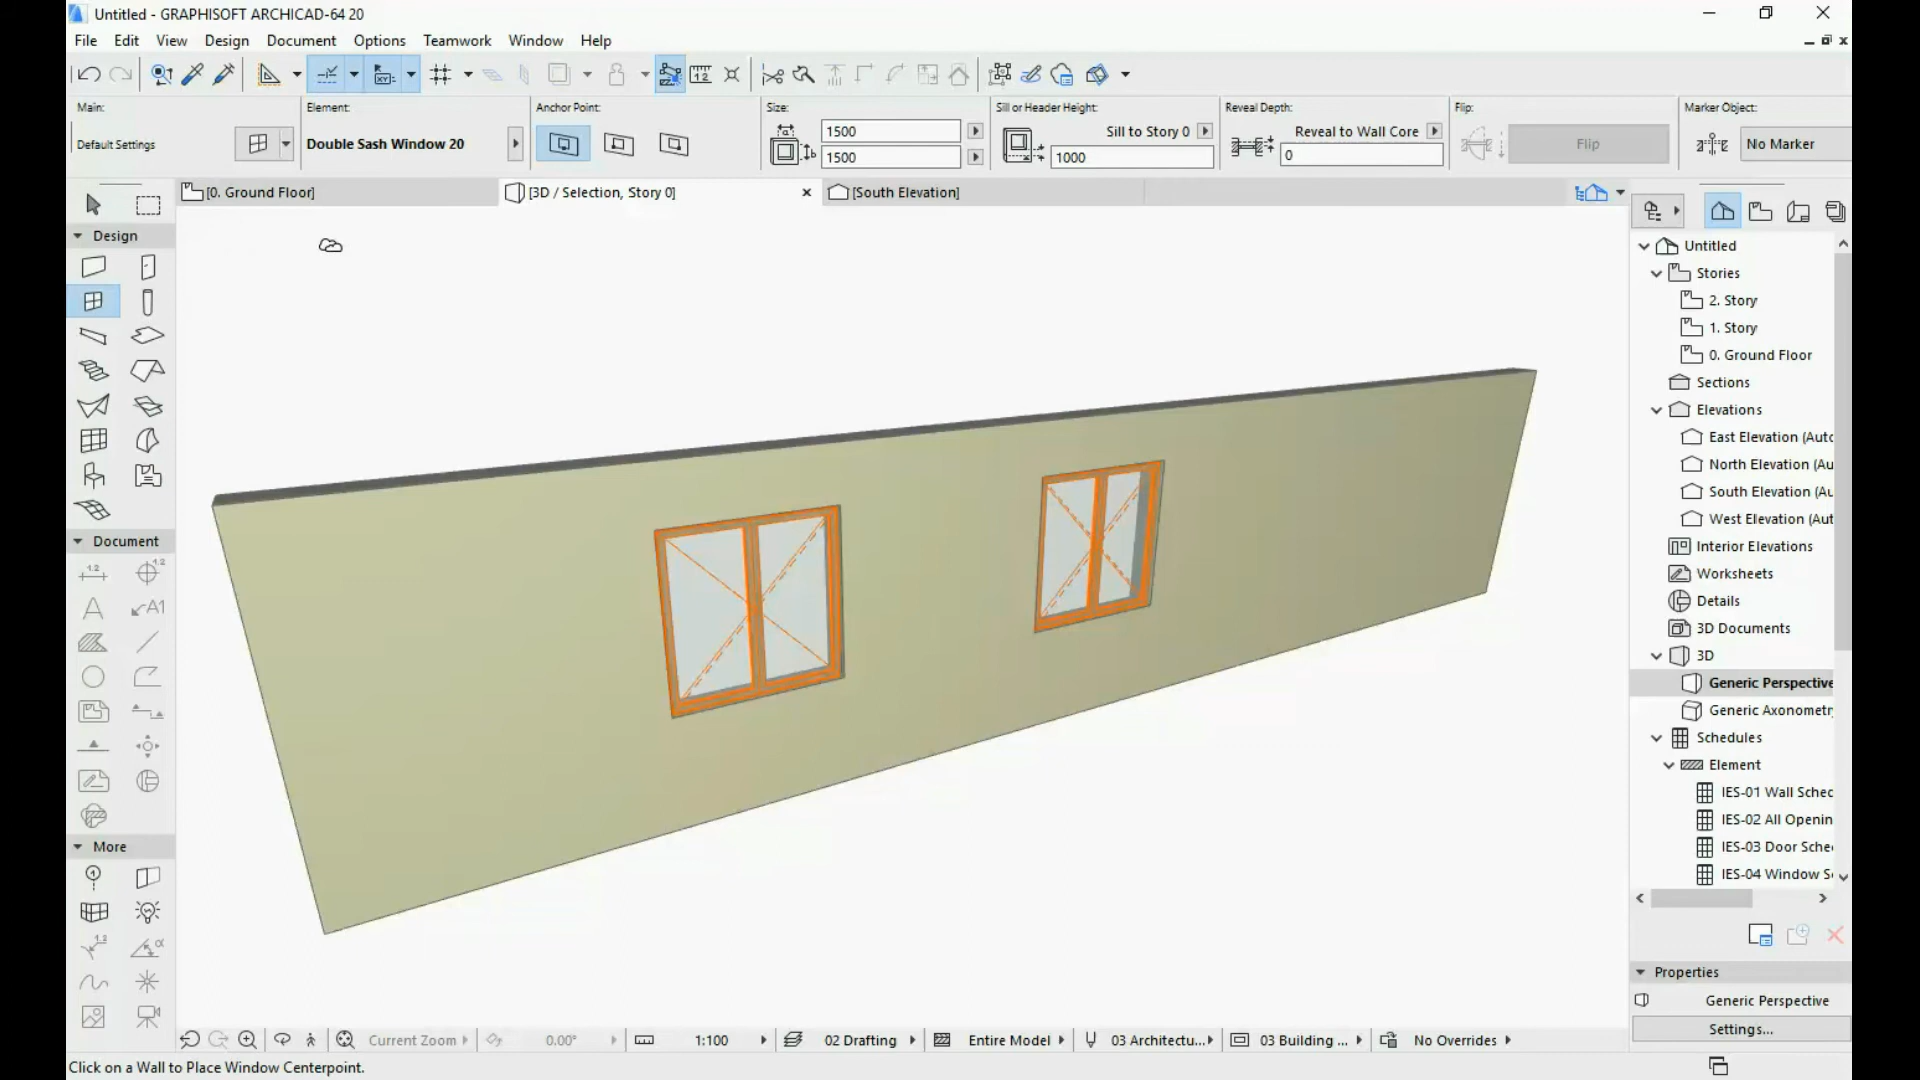 Untitled - GRAPHISOFT ARCHICAD-64 20
File Edit View Design Document Options Teamwork Window Help
Main:
Default Settings
Element:
Double Sash Window 20
Anchor Point:
Size:
1500
1500
Sill or Header Height:
Sill to Story 0
1000
Reveal Depth:
Reveal to Wall Core
0
Flip:
Flip
Marker Object:
No Marker
[0. Ground Floor]
[3D / Selection, Story 0]
[South Elevation]
Design
Document
More
Untitled
Stories
2. Story
1. Story
0. Ground Floor
Sections
Elevations
East Elevation (Auto
North Elevation (Au
South Elevation (Au
West Elevation (Aut
Interior Elevations
Worksheets
Details
3D Documents
3D
Generic Perspective
Generic Axonometr
Schedules
Element
IES-01 Wall Sched
IES-02 All Openin
IES-03 Door Sche
IES-04 Window S
Properties
Generic Perspective
Settings...
Current Zoom
0.00°
1:100
02 Drafting
Entire Model
03 Architectu...
03 Building ...
No Overrides
Click on a Wall to Place Window Centerpoint.